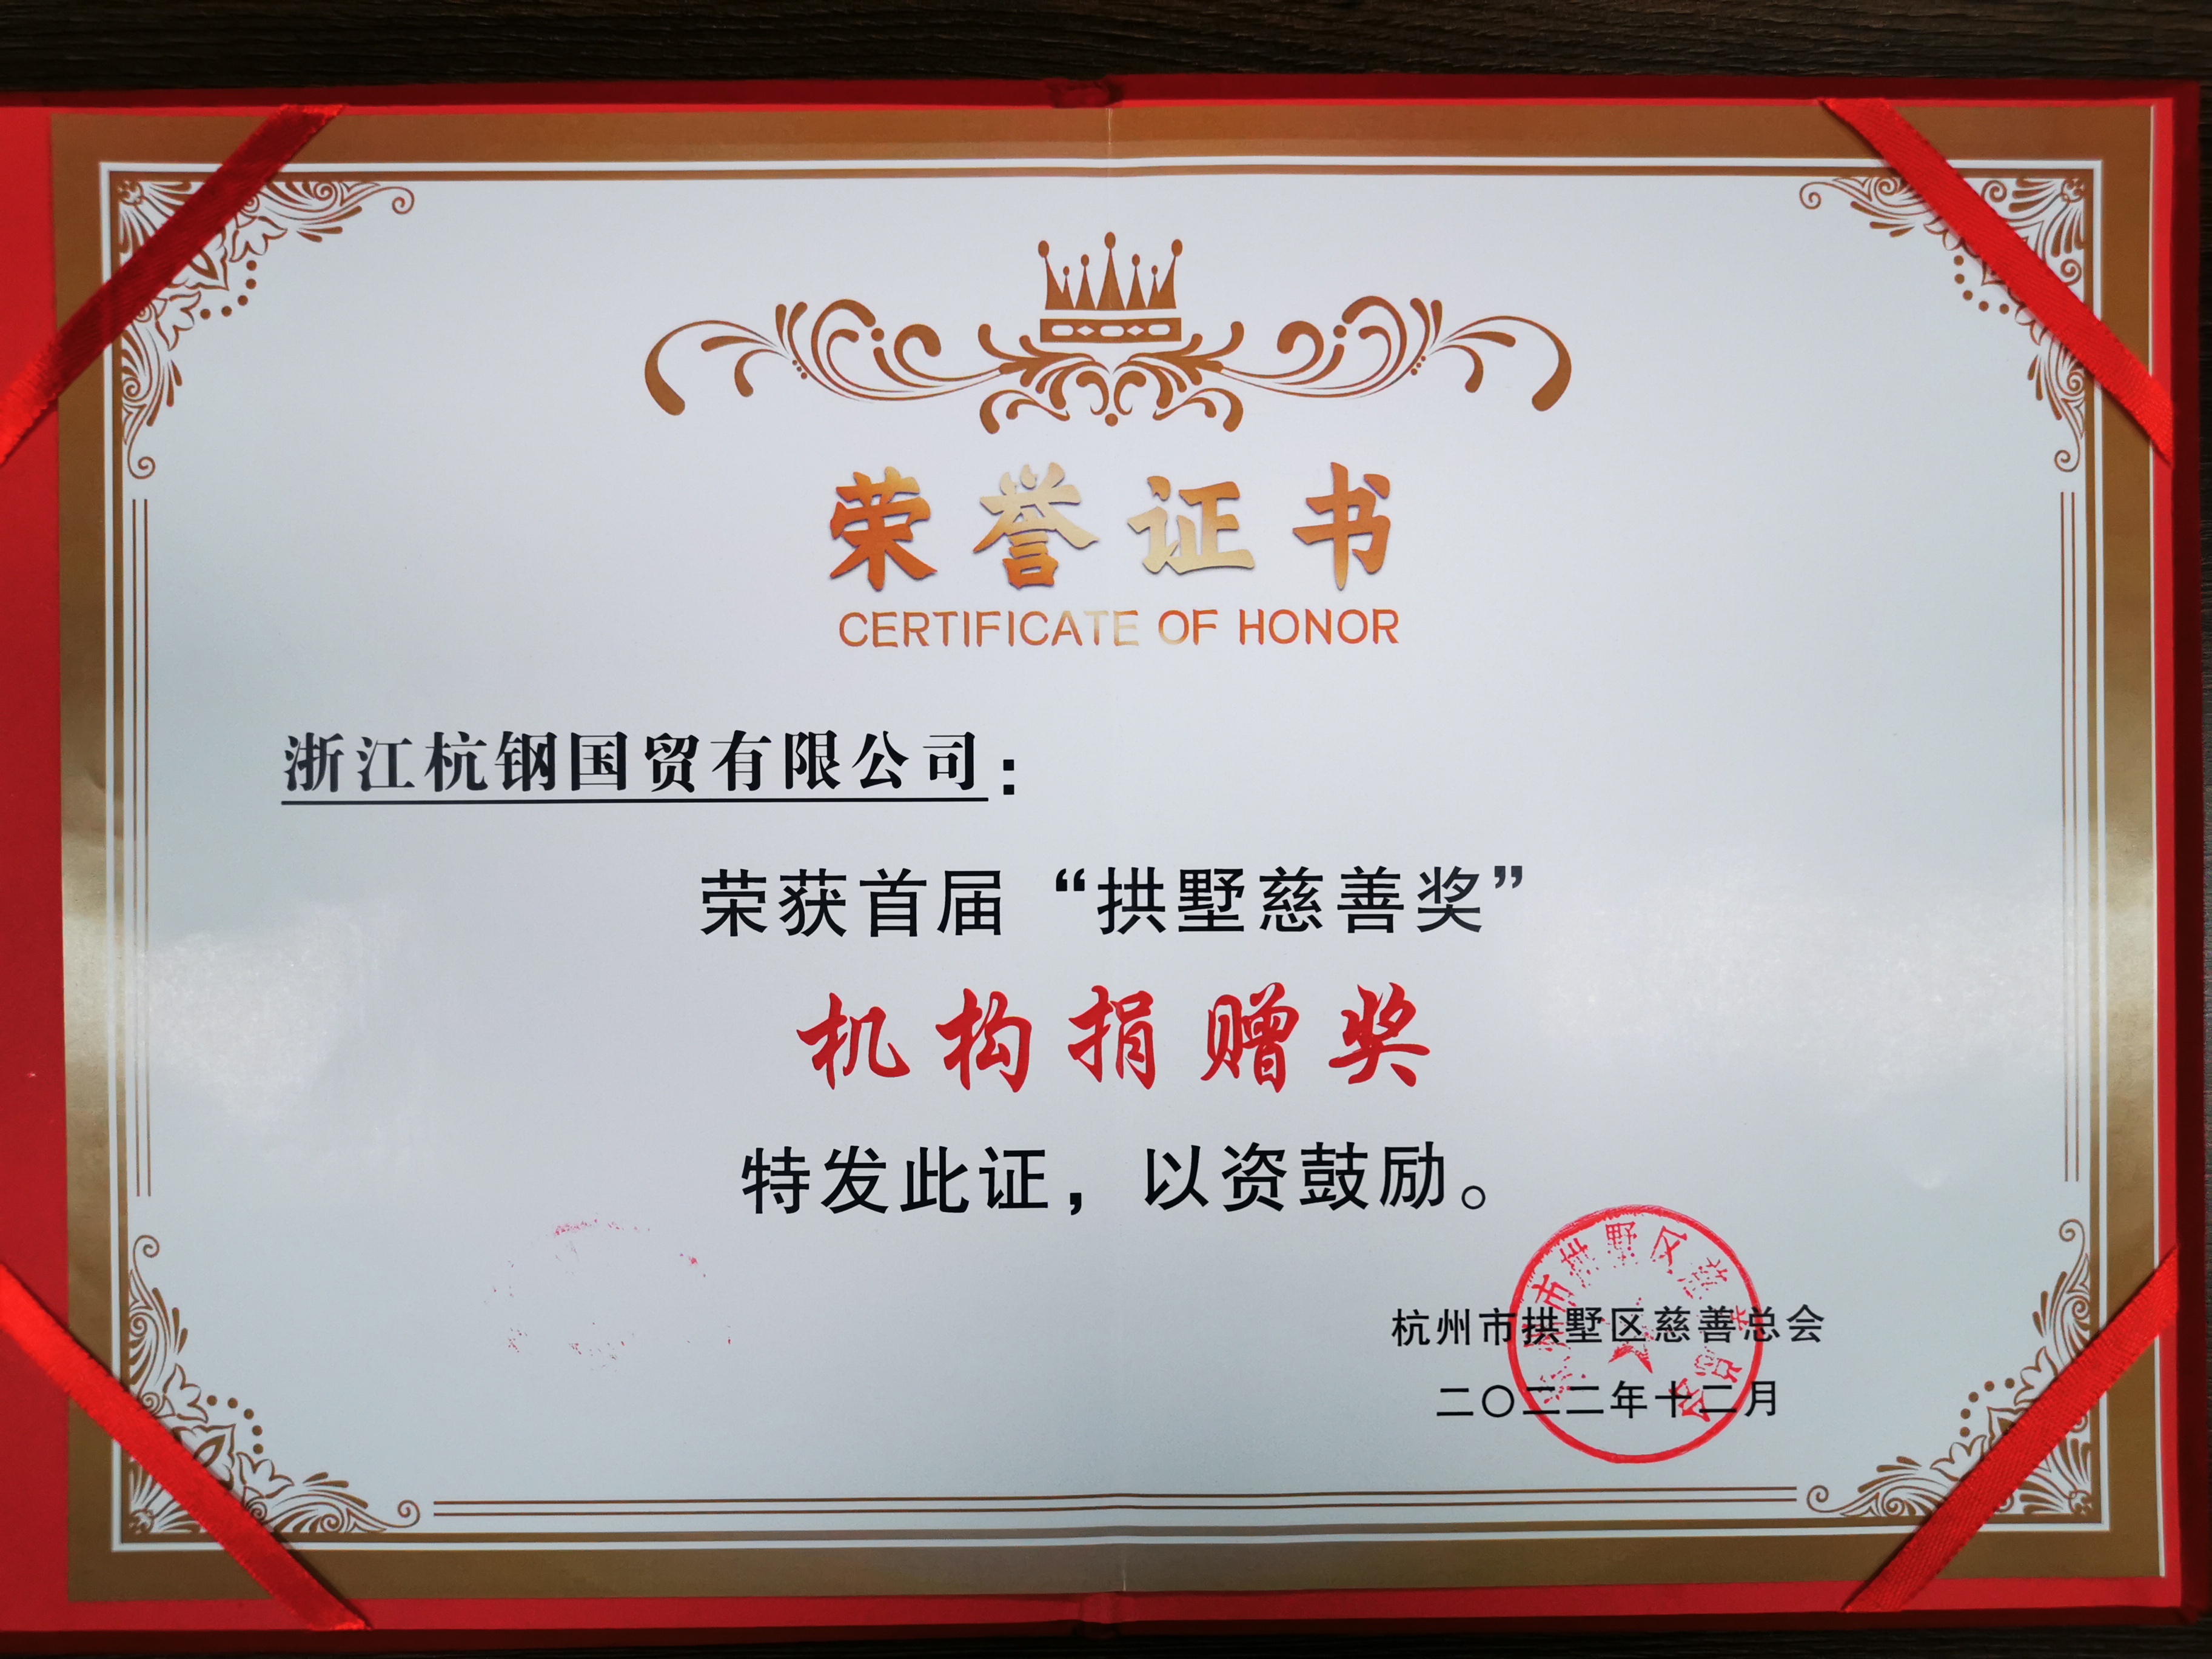 荣誉证书
CERTIFICATE OF HONOR
浙江杭钢国贸有限公司：
荣获首届“拱墅慈善奖”
机构捐赠奖
特发此证，以资鼓励。
杭州市拱墅区慈善总会
二〇二二年十二月